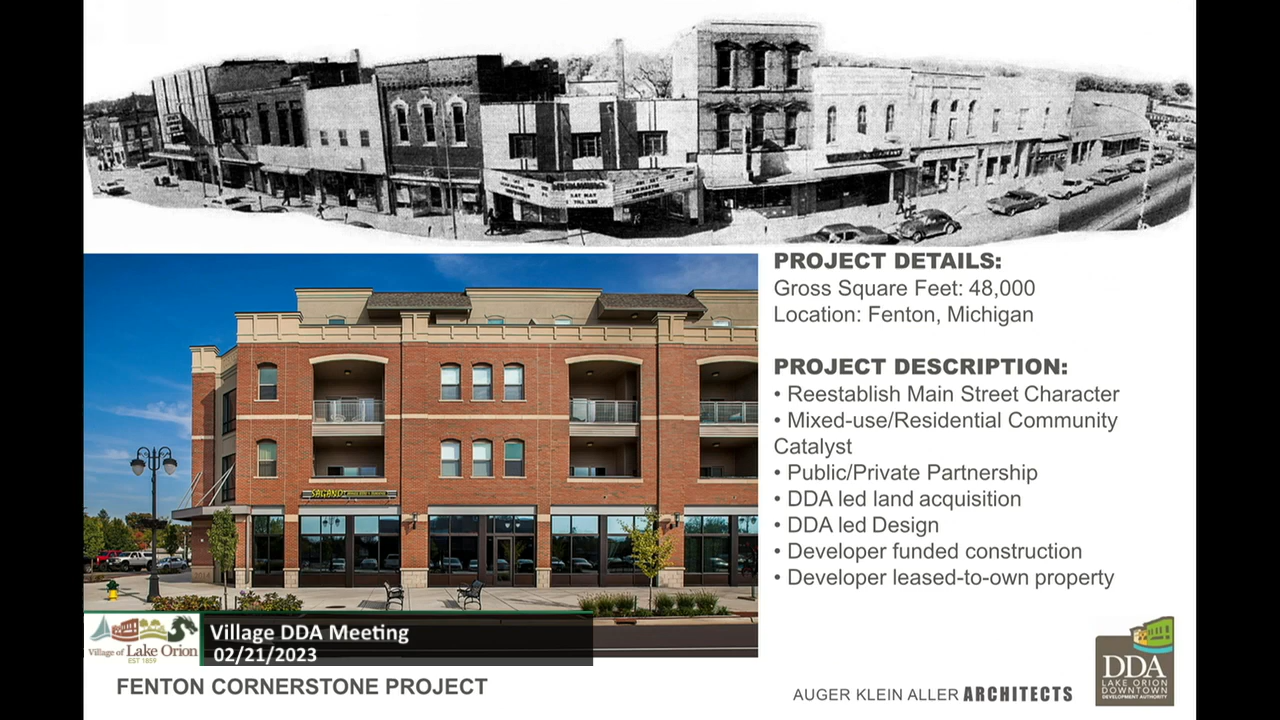 PROJECT DETAILS:
Gross Square Feet: 48,000
Location: Fenton, Michigan
PROJECT DESCRIPTION:
• Reestablish Main Street Character
• Mixed-use/Residential Community
Catalyst
• Public/Private Partnership
• DDA led land acquisition
• DDA led Design
• Developer funded construction
• Developer leased-to-own property
SAGANO
Village of Lake Orion
EST 1859
Village DDA Meeting
02/21/2023
FENTON CORNERSTONE PROJECT
AUGER KLEIN ALLER ARCHITECTS
DDA
LAKE ORION
DOWNTOWN
DEVELOPMENT AUTHORITY